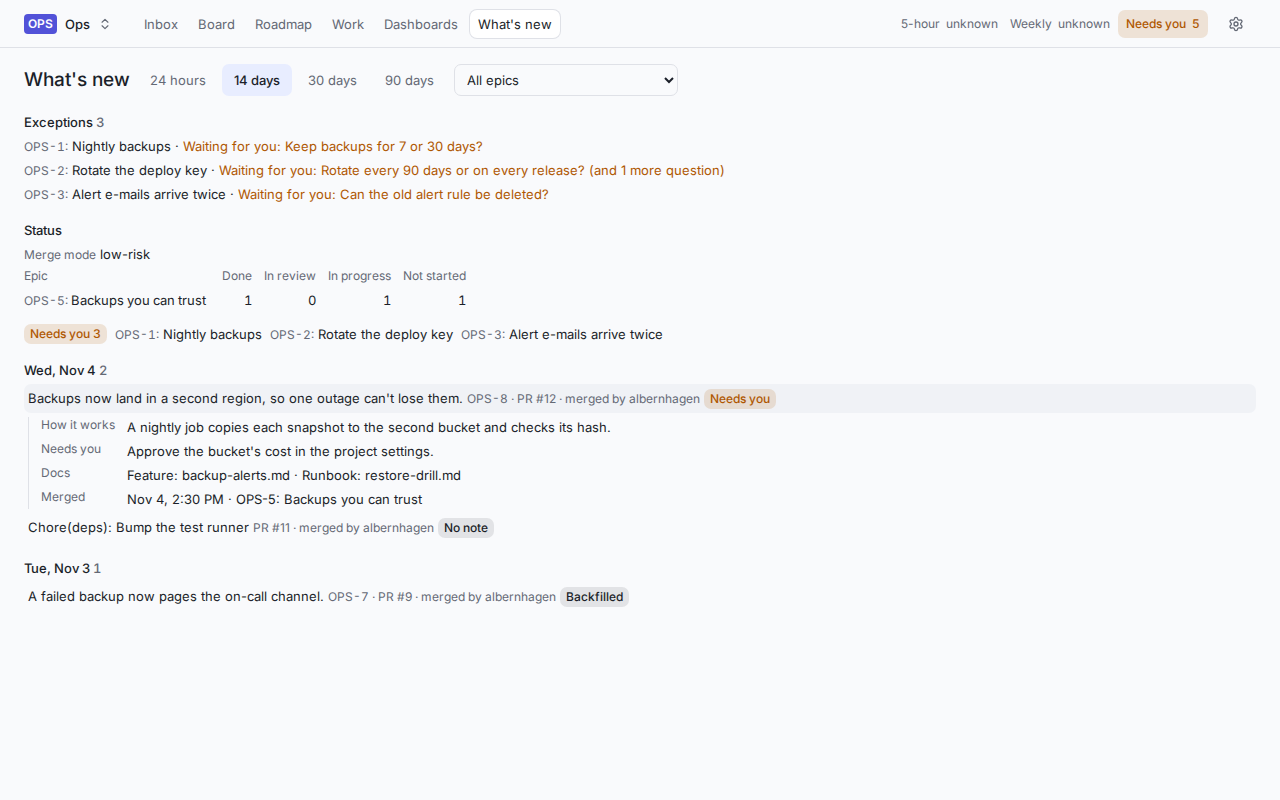 OPS Ops Inbox Board Roadmap Work Dashboards What's new 5-hour unknown Weekly unknown Needs you 5
What's new 24 hours 14 days 30 days 90 days All epics
Exceptions 3
OPS-1: Nightly backups · Waiting for you: Keep backups for 7 or 30 days?
OPS-2: Rotate the deploy key · Waiting for you: Rotate every 90 days or on every release? (and 1 more question)
OPS-3: Alert e-mails arrive twice · Waiting for you: Can the old alert rule be deleted?
Status
Merge mode low-risk
Epic Done In review In progress Not started
OPS-5: Backups you can trust 1 0 1 1
Needs you 3 OPS-1: Nightly backups OPS-2: Rotate the deploy key OPS-3: Alert e-mails arrive twice
Wed, Nov 4 2
Backups now land in a second region, so one outage can't lose them. OPS-8 · PR #12 · merged by albernhagen Needs you
How it works A nightly job copies each snapshot to the second bucket and checks its hash.
Needs you Approve the bucket's cost in the project settings.
Docs Feature: backup-alerts.md · Runbook: restore-drill.md
Merged Nov 4, 2:30 PM · OPS-5: Backups you can trust
Chore(deps): Bump the test runner PR #11 · merged by albernhagen No note
Tue, Nov 3 1
A failed backup now pages the on-call channel. OPS-7 · PR #9 · merged by albernhagen Backfilled